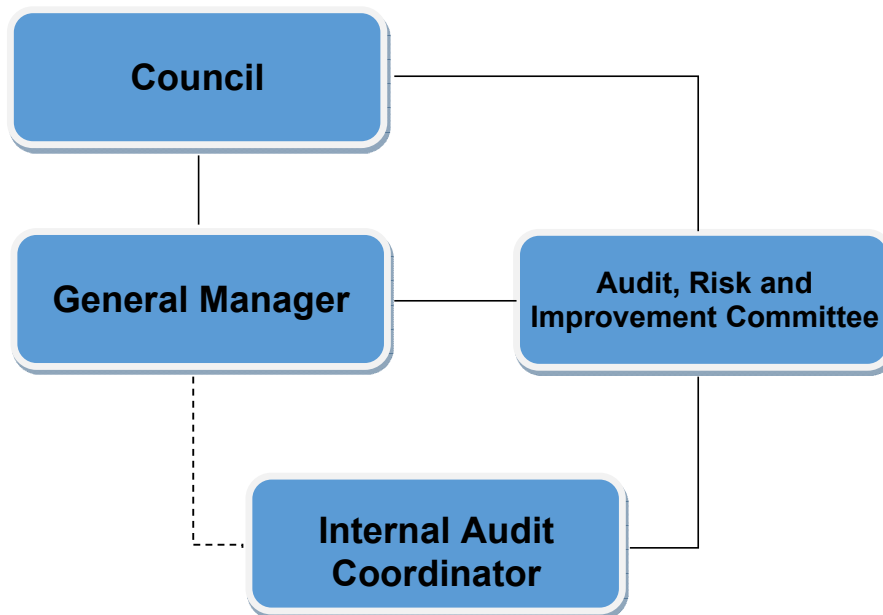 Council
General Manager
Audit, Risk and
Improvement Committee
Internal Audit
Coordinator